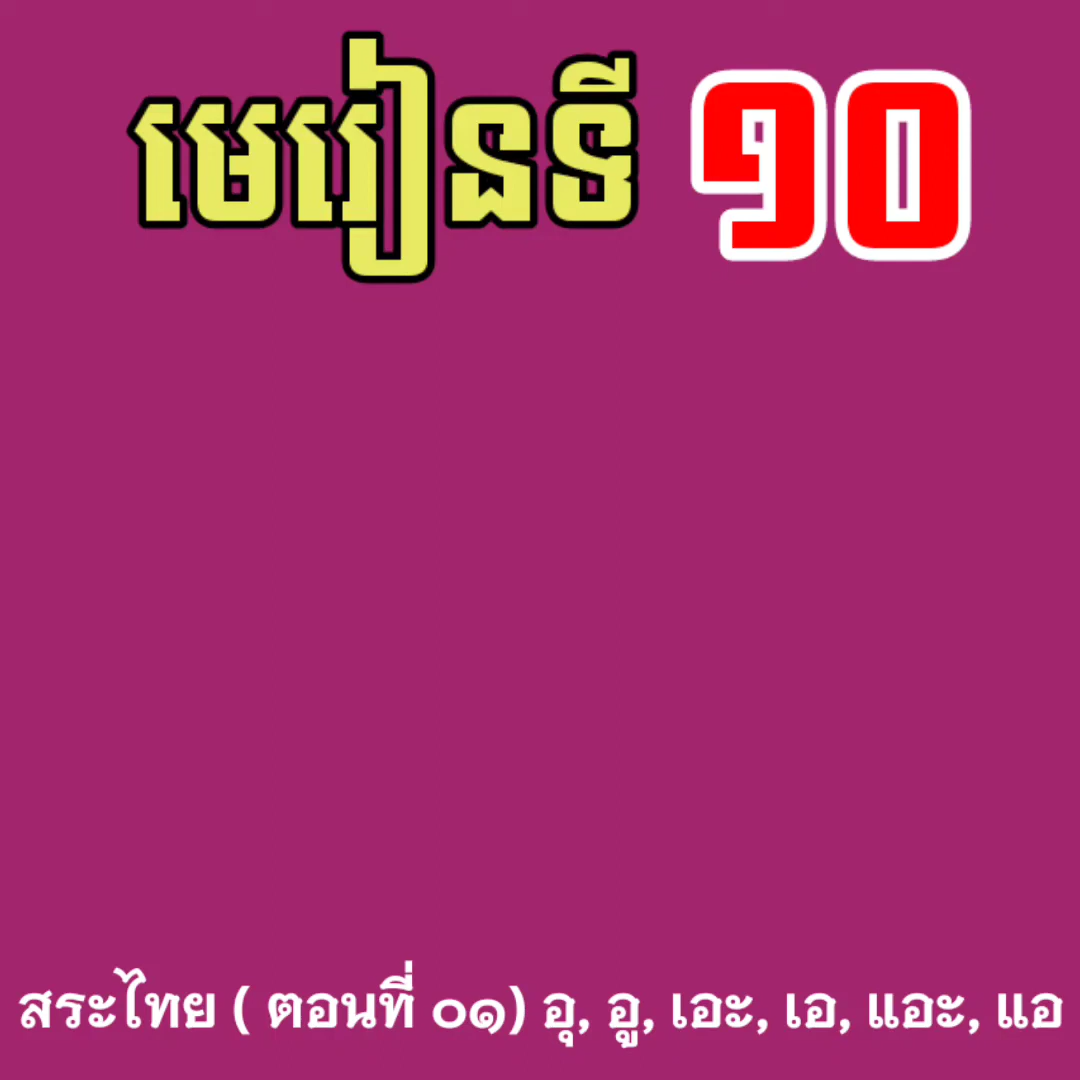 មេរៀនទី ១០
สระไทย ( ตอนที่ ๐๑) อุ, อู, เอะ, เอ, แอะ, แอ